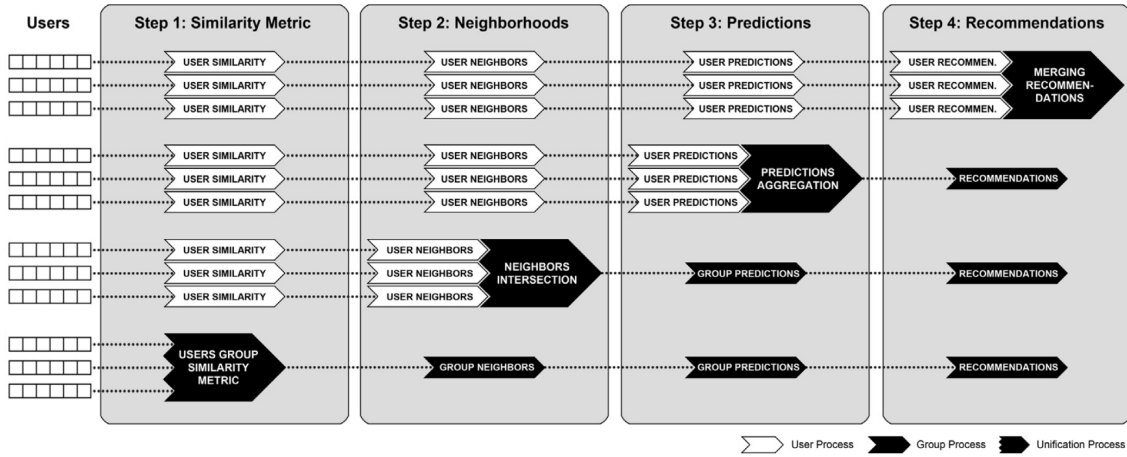 Users
Step 1: Similarity Metric
Step 2: Neighborhoods
Step 3: Predictions
Step 4: Recommendations
USER SIMILARITY
USER NEIGHBORS
USER PREDICTIONS
USER RECOMMEN.
USER SIMILARITY
USER NEIGHBORS
USER PREDICTIONS
USER RECOMMEN.
USER SIMILARITY
USER NEIGHBORS
USER PREDICTIONS
USER RECOMMEN.
MERGING
RECOMMEN-
DATIONS
USER SIMILARITY
USER NEIGHBORS
USER PREDICTIONS
USER SIMILARITY
USER NEIGHBORS
USER PREDICTIONS
USER SIMILARITY
USER NEIGHBORS
USER PREDICTIONS
PREDICTIONS
AGGREGATION
RECOMMENDATIONS
USER SIMILARITY
USER NEIGHBORS
USER SIMILARITY
USER NEIGHBORS
USER SIMILARITY
USER NEIGHBORS
NEIGHBORS
INTERSECTION
GROUP PREDICTIONS
RECOMMENDATIONS
USERS GROUP
SIMILARITY
METRIC
GROUP NEIGHBORS
GROUP PREDICTIONS
RECOMMENDATIONS
User Process
Group Process
Unification Process